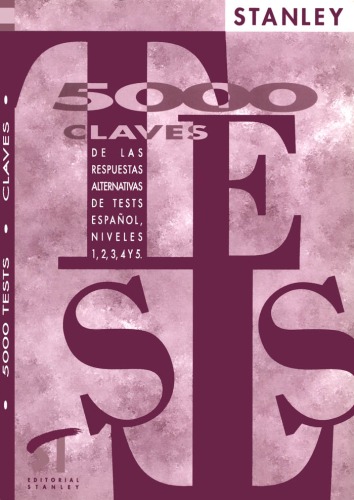 STANLEY
5000
CLAVES
DE LAS
RESPUESTAS
ALTERNATIVAS
DE TESTS
ESPAÑOL,
NIVELES
1, 2, 3, 4 Y 5.
TESTS
5000 TESTS • CLAVES •
EDITORIAL
STANLEY